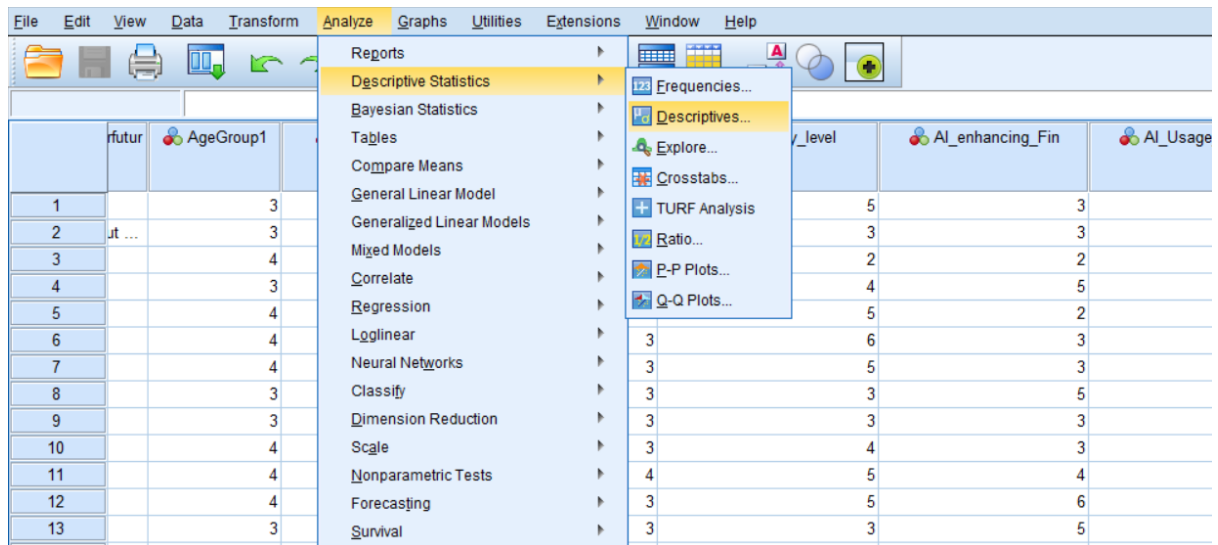 File Edit View Data Transform Analyze Graphs Utilities Extensions Window Help
Reports
Descriptive Statistics
Bayesian Statistics
Tables
Compare Means
General Linear Model
Generalized Linear Models
Mixed Models
Correlate
Regression
Loglinear
Neural Networks
Classify
Dimension Reduction
Scale
Nonparametric Tests
Forecasting
Survival
A
123 Frequencies...
Descriptives...
Explore...
Crosstabs...
TURF Analysis
1/2 Ratio...
P-P Plots...
Q-Q Plots...
rfutur AgeGroup1 y_level AI_enhancing_Fin AI_Usage
1 3 5 3
2 ut ... 3 3 3
3 4 2 2
4 3 4 5
5 4 5 2
6 4 3 6 3
7 4 3 5 3
8 3 3 3 5
9 3 3 3 3
10 4 3 4 3
11 4 4 5 4
12 4 3 5 6
13 3 3 3 5